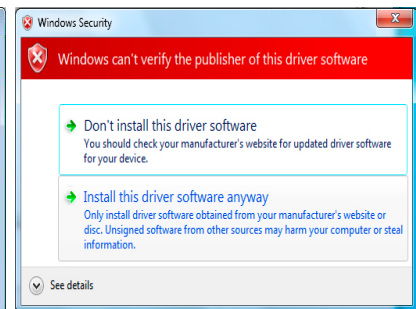 Windows Security
Windows can't verify the publisher of this driver software
Don't install this driver software
You should check your manufacturer's website for updated driver software
for your device.
Install this driver software anyway
Only install driver software obtained from your manufacturer's website or
disc. Unsigned software from other sources may harm your computer or steal
information.
See details